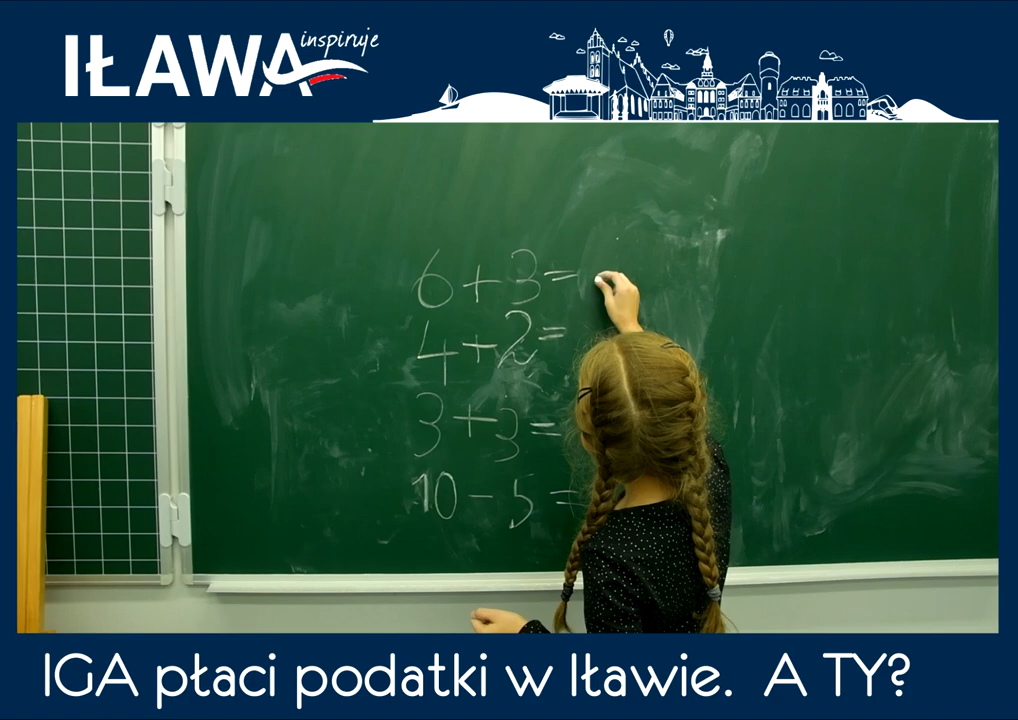 IŁAWA inspiruje
6+3=
4+2=
3+3=
10-5=
IGA płaci podatki w Iławie. A TY?